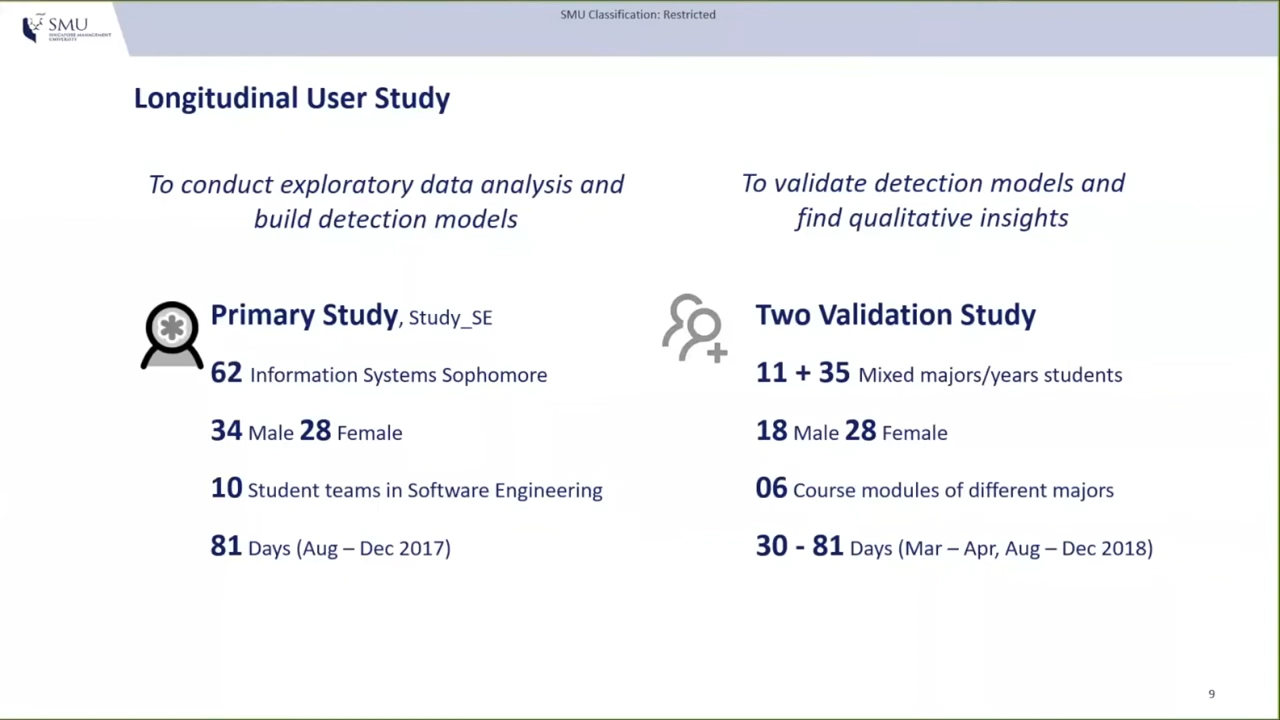 SMU Classification: Restricted
SMU
SINGAPORE MANAGEMENT
UNIVERSITY
Longitudinal User Study
To conduct exploratory data analysis and
build detection models
Primary Study, Study_SE
62 Information Systems Sophomore
34 Male 28 Female
10 Student teams in Software Engineering
81 Days (Aug – Dec 2017)
To validate detection models and
find qualitative insights
Two Validation Study
11 + 35 Mixed majors/years students
18 Male 28 Female
06 Course modules of different majors
30 - 81 Days (Mar – Apr, Aug – Dec 2018)
9